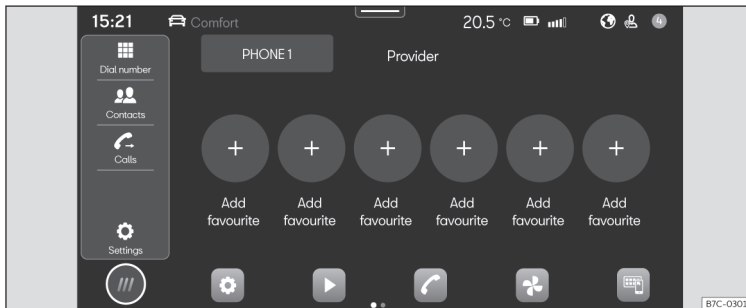 15:21
Comfort
20.5 °C
4
Dial number
PHONE 1
Provider
Contacts
Calls
Add favourite
Add favourite
Add favourite
Add favourite
Add favourite
Add favourite
Settings
B7C-0301